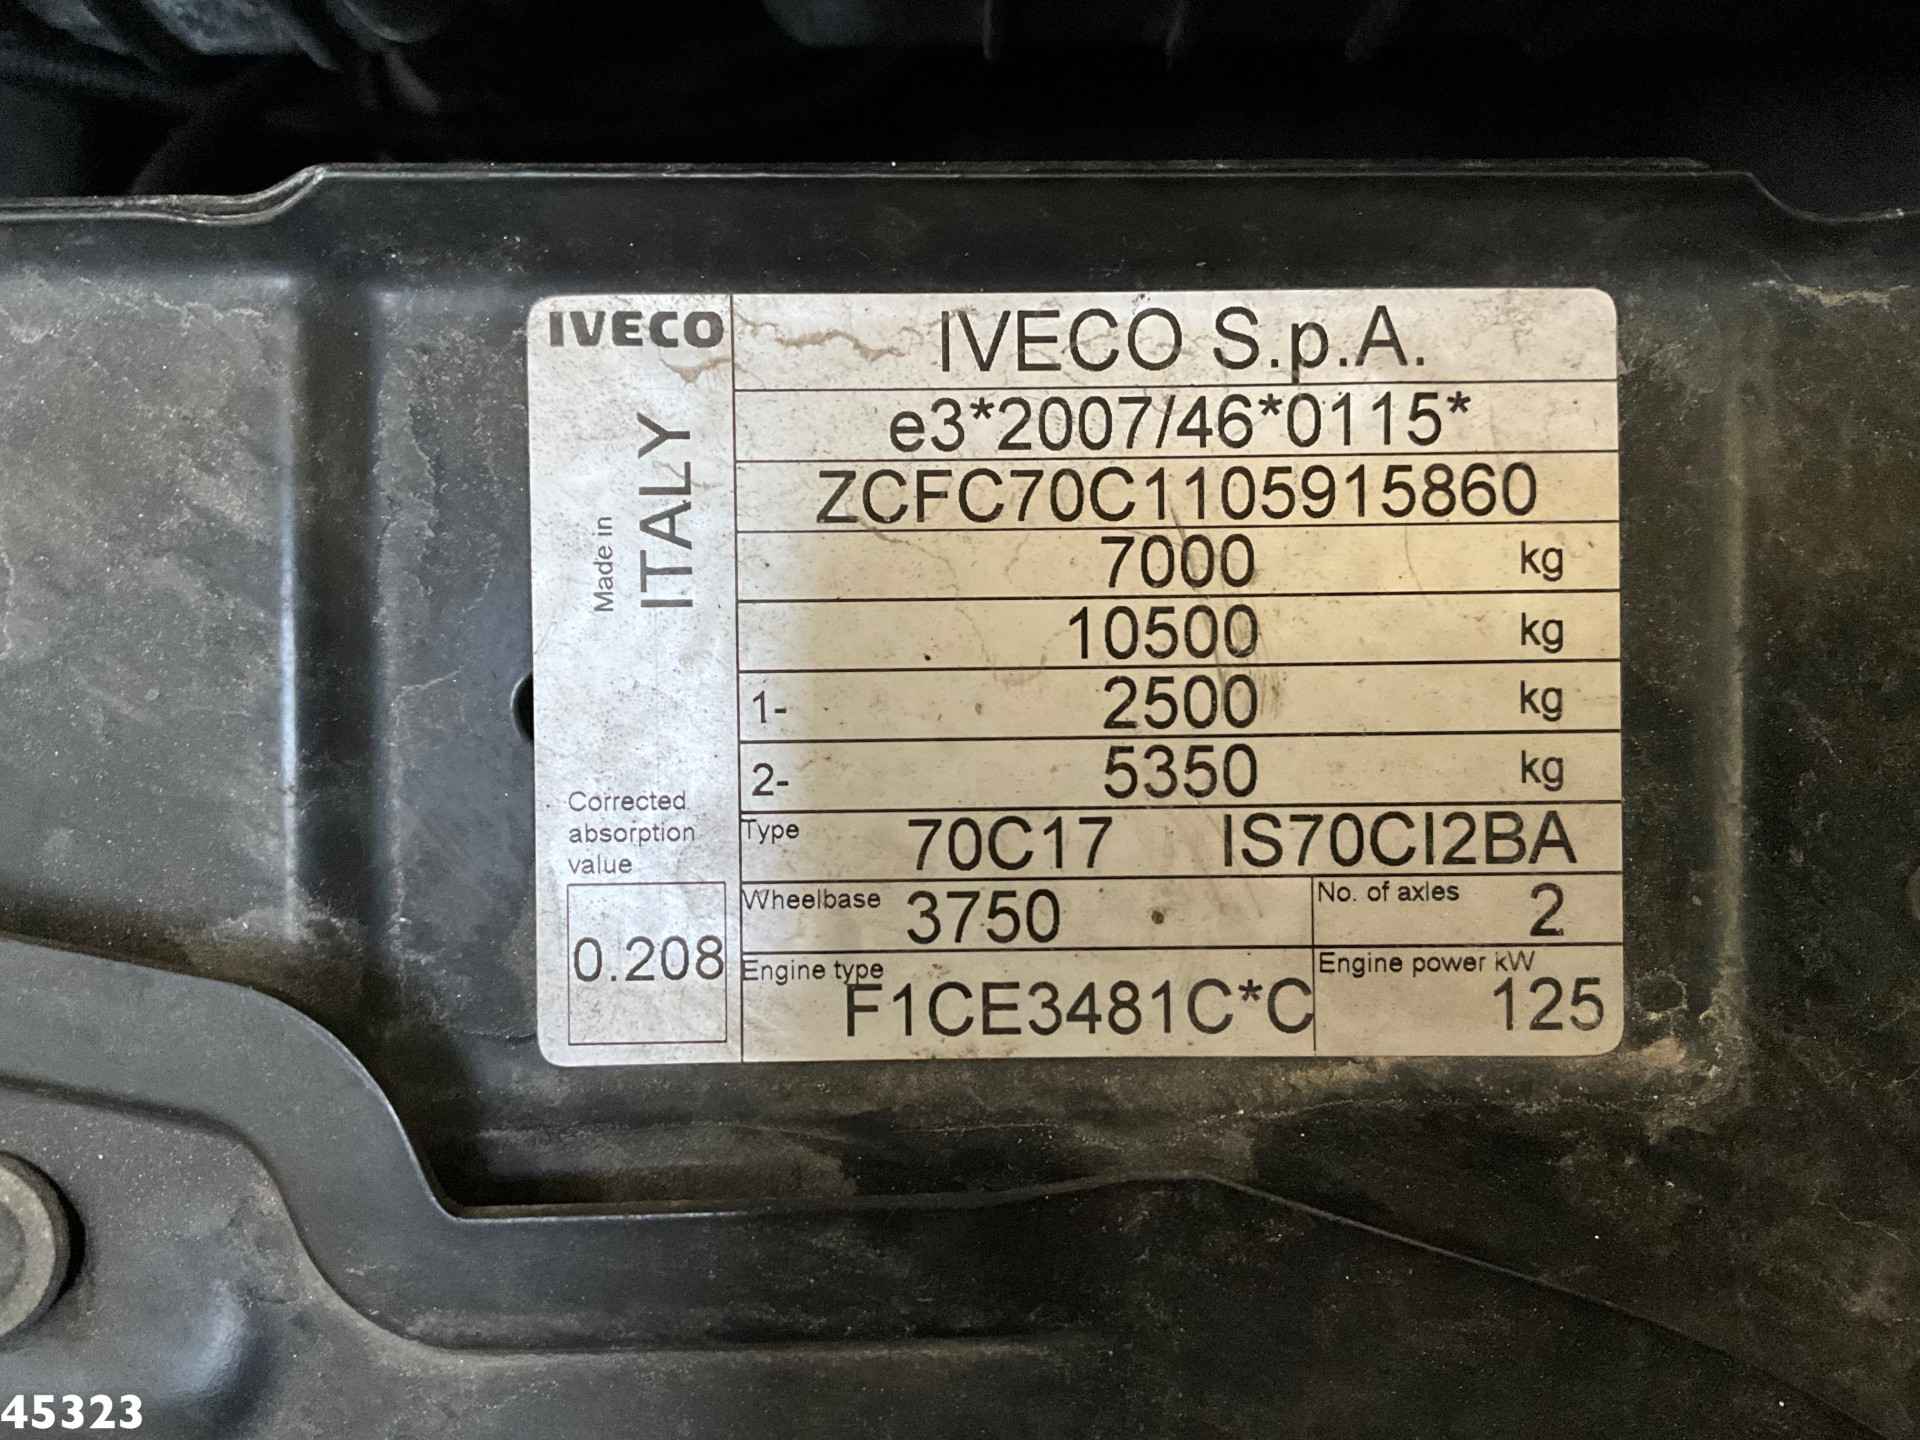 IVECO
Made in
ITALY
Corrected
absorption
value
0.208
IVECO S.p.A.
e3*2007/46*0115*
ZCFC70C1105915860
7000 kg
10500 kg
1- 2500 kg
2- 5350 kg
Type 70C17 IS70CI2BA
Wheelbase 3750 No. of axles 2
Engine type F1CE3481C*C Engine power kW 125
45323